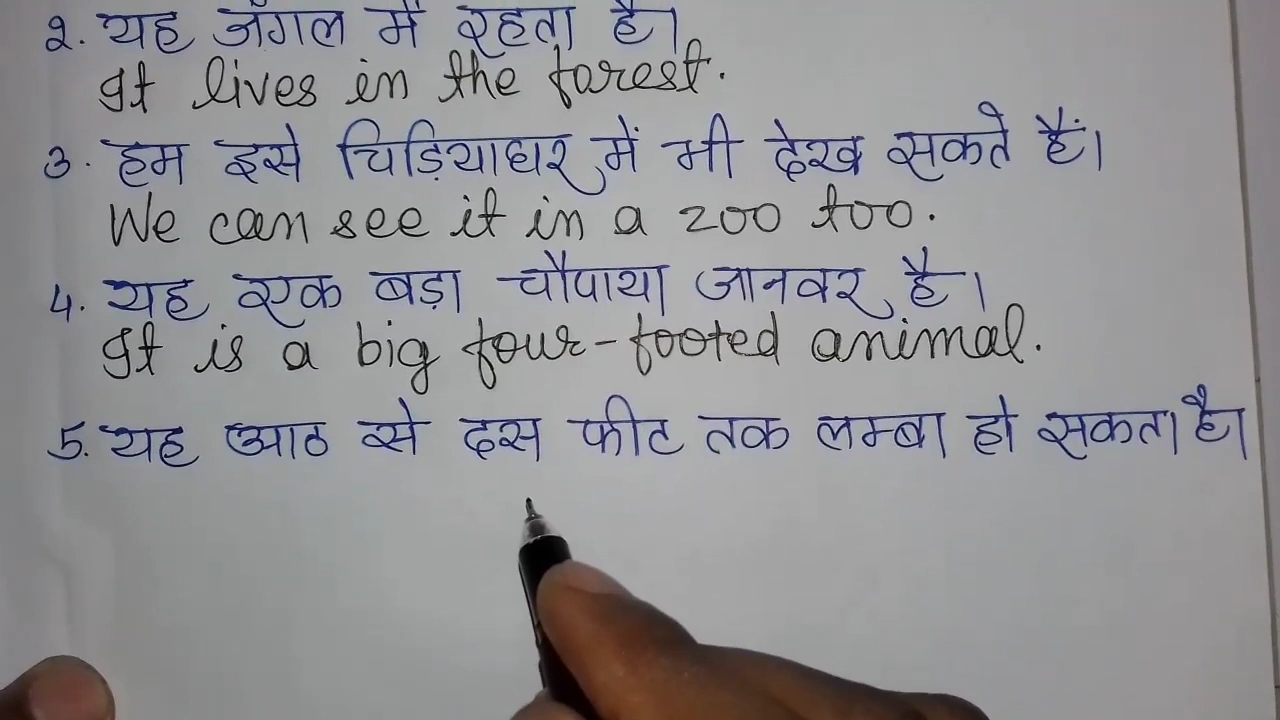 2. यह जंगल में रहता है।
It lives in the forest.
3. हम इसे चिड़ियाघर में भी देख सकते हैं।
We can see it in a zoo too.
4. यह एक बड़ा चौपाया जानवर है।
It is a big four-footed animal.
5. यह आठ से दस फीट तक लम्बा हो सकता है।